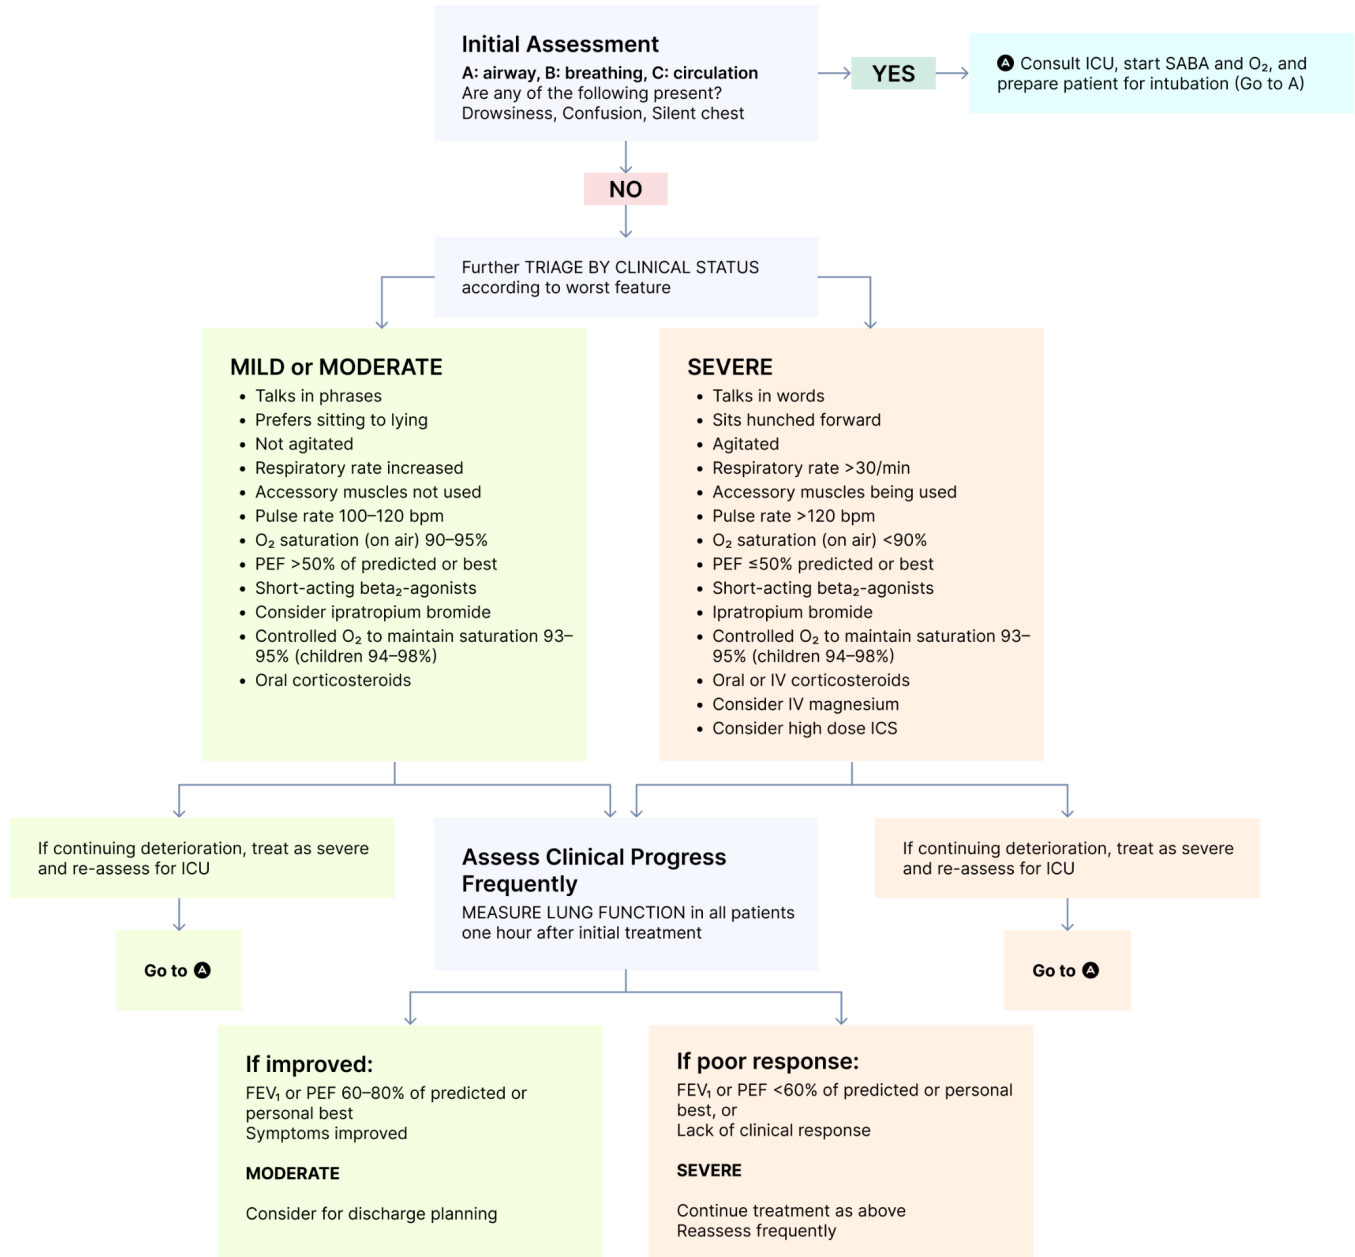 Initial Assessment
A: airway, B: breathing, C: circulation
Are any of the following present?
Drowsiness, Confusion, Silent chest
YES
A Consult ICU, start SABA and O₂, and
prepare patient for intubation (Go to A)
NO
Further TRIAGE BY CLINICAL STATUS
according to worst feature
MILD or MODERATE
• Talks in phrases
• Prefers sitting to lying
• Not agitated
• Respiratory rate increased
• Accessory muscles not used
• Pulse rate 100–120 bpm
• O₂ saturation (on air) 90–95%
• PEF >50% of predicted or best
• Short-acting beta₂-agonists
• Consider ipratropium bromide
• Controlled O₂ to maintain saturation 93–
95% (children 94–98%)
• Oral corticosteroids
SEVERE
• Talks in words
• Sits hunched forward
• Agitated
• Respiratory rate >30/min
• Accessory muscles being used
• Pulse rate >120 bpm
• O₂ saturation (on air) <90%
• PEF ≤50% predicted or best
• Short-acting beta₂-agonists
• Ipratropium bromide
• Controlled O₂ to maintain saturation 93–
95% (children 94–98%)
• Oral or IV corticosteroids
• Consider IV magnesium
• Consider high dose ICS
If continuing deterioration, treat as severe
and re-assess for ICU
Go to A
Assess Clinical Progress
Frequently
MEASURE LUNG FUNCTION in all patients
one hour after initial treatment
If continuing deterioration, treat as severe
and re-assess for ICU
Go to A
If improved:
FEV₁ or PEF 60–80% of predicted or
personal best
Symptoms improved
MODERATE
Consider for discharge planning
If poor response:
FEV₁ or PEF <60% of predicted or personal
best, or
Lack of clinical response
SEVERE
Continue treatment as above
Reassess frequently